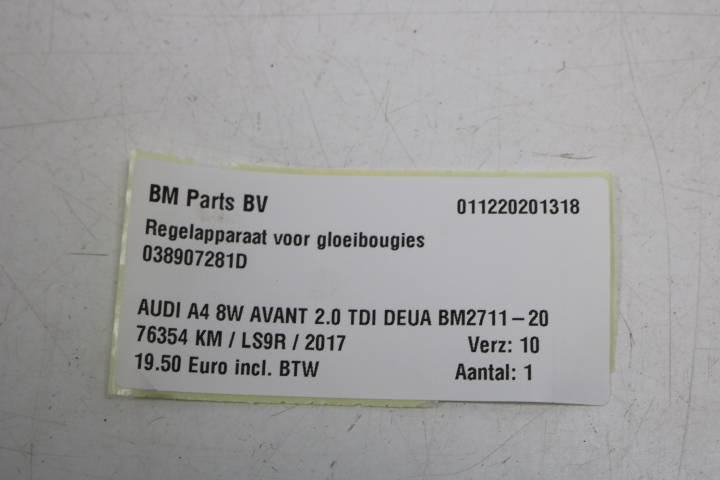 BM Parts BV 011220201318
Regelapparaat voor gloeibougies
038907281D
AUDI A4 8W AVANT 2.0 TDI DEUA BM2711-20
76354 KM / LS9R / 2017 Verz: 10
19.50 Euro incl. BTW Aantal: 1